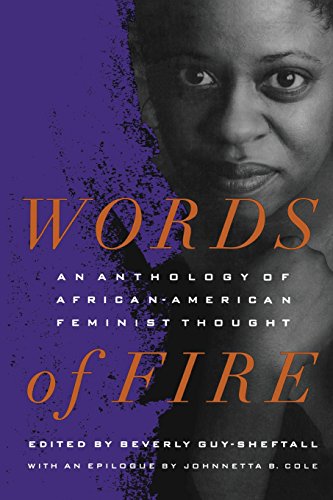 WORDS
AN ANTHOLOGY OF
AFRICAN-AMERICAN
FEMINIST THOUGHT
of FIRE
EDITED BY BEVERLY GUY-SHEFTALL
WITH AN EPILOGUE BY JOHNNETTA B. COLE